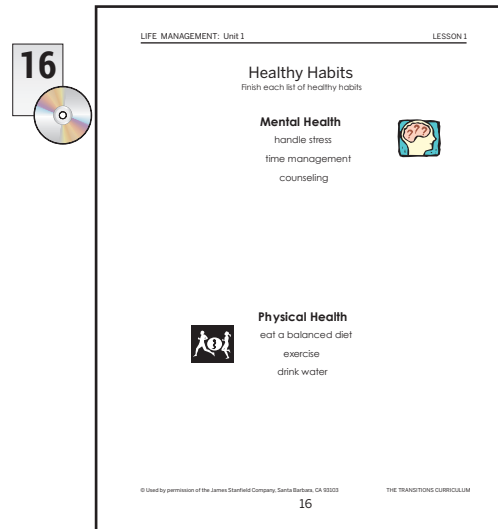 16
LIFE MANAGEMENT: Unit 1 LESSON 1
Healthy Habits
Finish each list of healthy habits
Mental Health
handle stress
time management
counseling
???
Physical Health
eat a balanced diet
exercise
drink water
© Used by permission of the James Stanfield Company, Santa Barbara, CA 93103 THE TRANSITIONS CURRICULUM
16